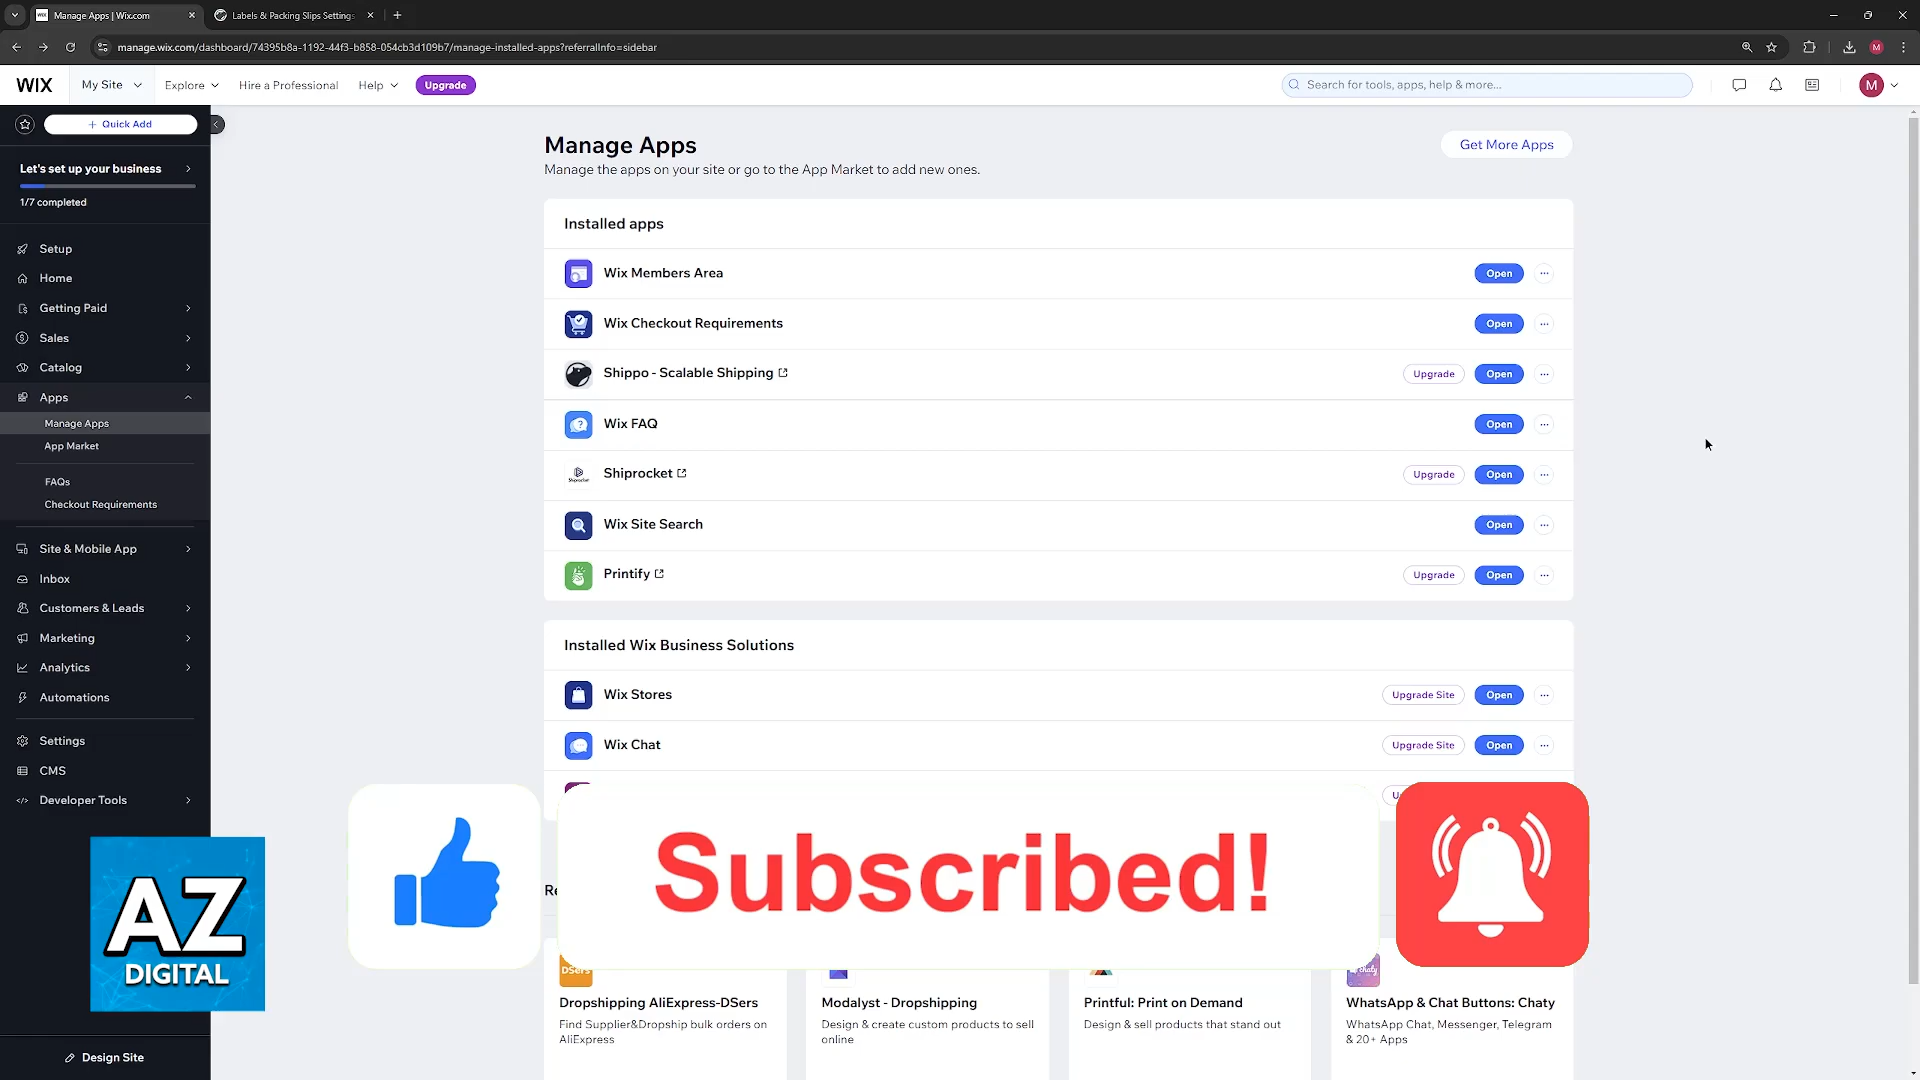 Manage Apps | Wix.com
Labels & Packing Slips Settings
manage.wix.com/dashboard/74395b8a-1192-44f3-b858-054cb3d109b7/manage-installed-apps?referralInfo=sidebar
M
WIX
My Site
Explore
Hire a Professional
Help
Upgrade
Search for tools, apps, help & more...
M
+ Quick Add
Let's set up your business
1/7 completed
Setup
Home
Getting Paid
Sales
Catalog
Apps
Manage Apps
App Market
FAQs
Checkout Requirements
Site & Mobile App
Inbox
Customers & Leads
Marketing
Analytics
Automations
Settings
CMS
Developer Tools
Design Site
Manage Apps
Get More Apps
Manage the apps on your site or go to the App Market to add new ones.
Installed apps
Wix Members Area
Open
Wix Checkout Requirements
Open
Shippo - Scalable Shipping
Upgrade
Open
Wix FAQ
Open
Shiprocket
Shiprocket
Upgrade
Open
Wix Site Search
Open
Printify
Upgrade
Open
Installed Wix Business Solutions
Wix Stores
Upgrade Site
Open
Wix Chat
Upgrade Site
Open
Subscribed!
AZ
DIGITAL
DSers
chaty
Dropshipping AliExpress-DSers
Find Supplier&Dropship bulk orders on
AliExpress
Modalyst - Dropshipping
Design & create custom products to sell
online
Printful: Print on Demand
Design & sell products that stand out
WhatsApp & Chat Buttons: Chaty
WhatsApp Chat, Messenger, Telegram
& 20+ Apps